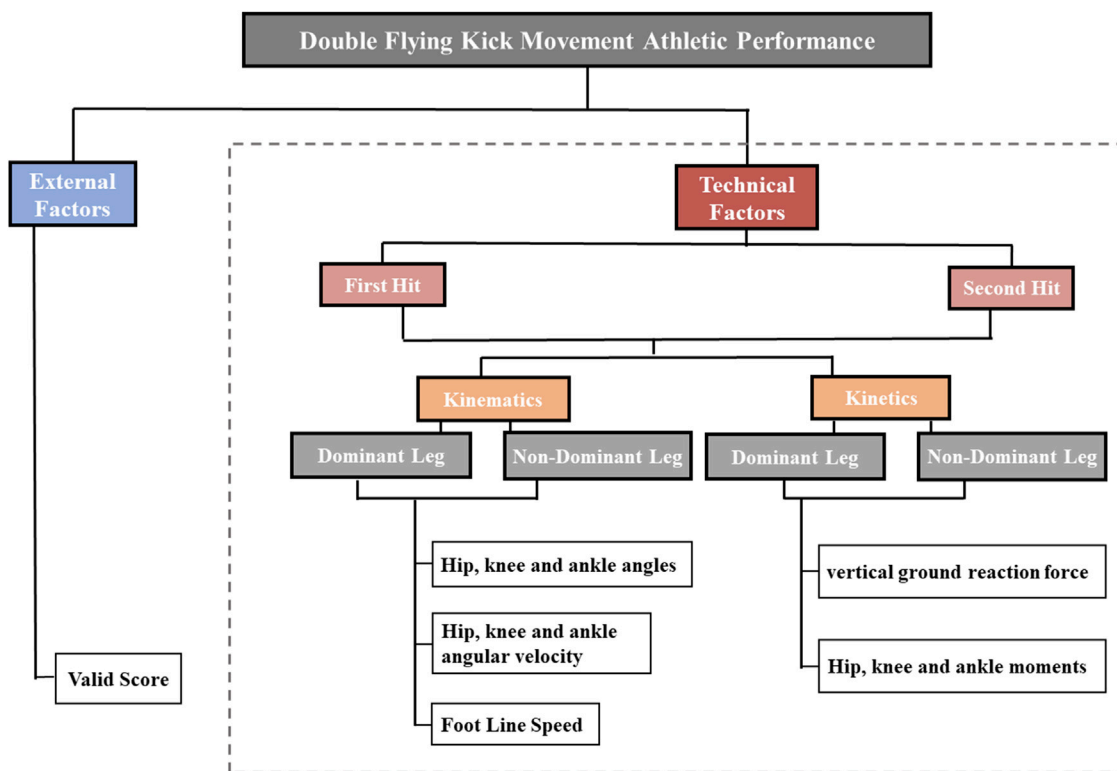 Double Flying Kick Movement Athletic Performance
External
Factors
Technical
Factors
First Hit
Second Hit
Kinematics
Kinetics
Dominant Leg
Non-Dominant Leg
Dominant Leg
Non-Dominant Leg
Hip, knee and ankle angles
vertical ground reaction force
Hip, knee and ankle
angular velocity
Hip, knee and ankle moments
Valid Score
Foot Line Speed